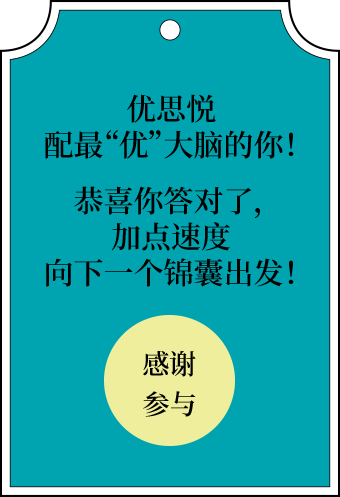 优思悦
配最“优”大脑的你！
恭喜你答对了，
加点速度
向下一个锦囊出发！
感谢
参与